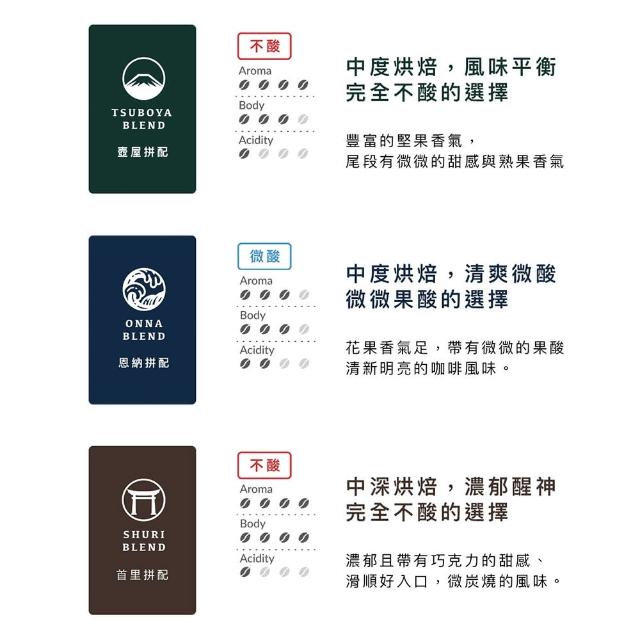 TSUBOYA
BLEND
壺屋拼配
不酸
Aroma
Body
Acidity
中度烘焙，風味平衡
完全不酸的選擇
豐富的堅果香氣，
尾段有微微的甜感與熟果香氣
ONNA
BLEND
恩納拼配
微酸
Aroma
Body
Acidity
中度烘焙，清爽微酸
微微果酸的選擇
花果香氣足，帶有微微的果酸
清新明亮的咖啡風味。
SHURI
BLEND
首里拼配
不酸
Aroma
Body
Acidity
中深烘焙，濃郁醒神
完全不酸的選擇
濃郁且帶有巧克力的甜感、
滑順好入口，微炭燒的風味。